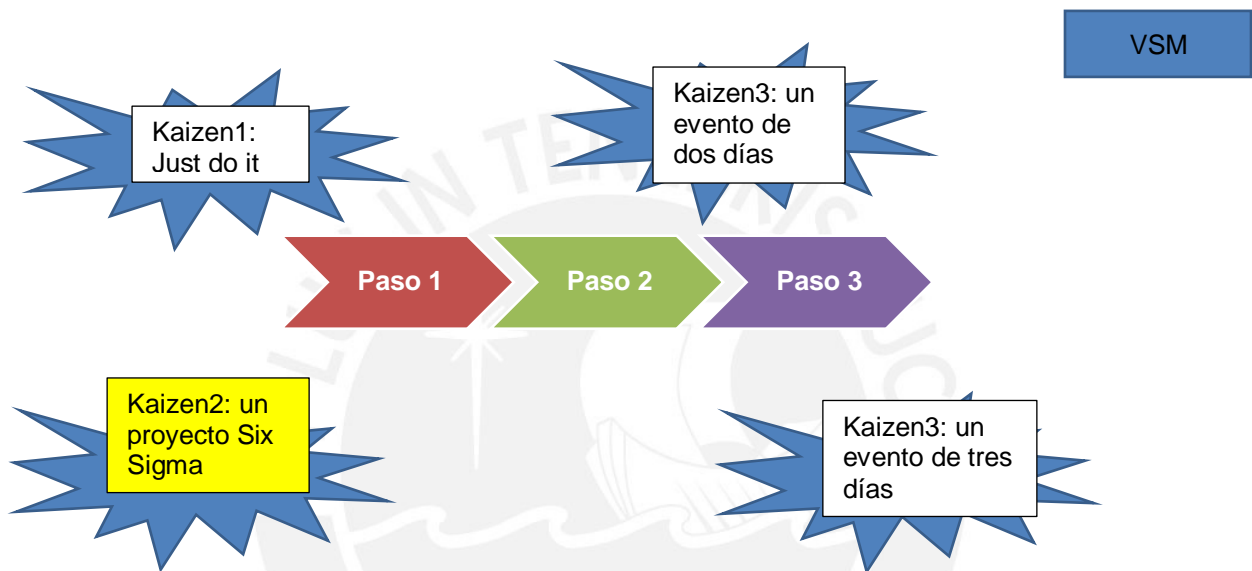 VSM
Kaizen1:
Just do it
Kaizen3: un
evento de
dos días
Paso 1
Paso 2
Paso 3
Kaizen2: un
proyecto Six
Sigma
Kaizen3: un
evento de tres
días